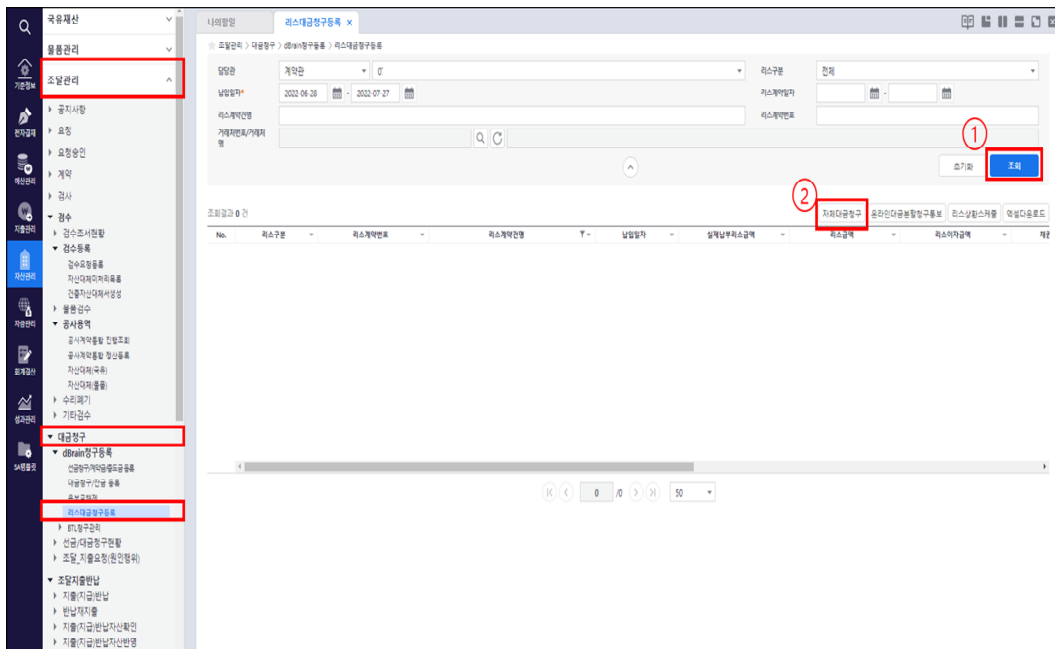 국유재산
물품관리
조달관리
공지사항
요청
요청승인
계약
검사
검수
검수조서현황
검수등록
검수요청등록
자산대체미처리목록
건종자산대체서생성
물품검수
공사용역
공사계약통합 진행조회
공사계약통합 정산등록
자산대체(국유)
자산대체(물품)
수리폐기
기타검수
대금청구
dBrain청구등록
선금청구/계약금/중도금 등록
대금청구/잔금 등록
리스대금청구등록
BTL청구관리
선금/대금청구현황
조달_지출요청(원인행위)
조달지출반납
지출(지급)반납
반납재지출
지출(지급)반납자산확인
지출(지급)반납자산반영
기준정보
전자결재
예산관리
지출관리
자산관리
자금관리
회계결산
성과관리
SA템플릿
나의할일 리스대금청구등록 ×
조달관리 > 대금청구 > dBrain청구등록 > 리스대금청구등록
담당관 계약관 리스구분 전체
납입일자* 2022-06-28 - 2022-07-27 리스계약일자 -
리스계약건명 리스계약번호
거래처번호/거래처명
1
초기화 조회
2
조회결과 0 건 자체대금청구 온라인대금분할청구통보 리스상환스케줄 엑셀다운로드
No. 리스구분 리스계약번호 리스계약건명 납입일자 실제납부리스금액 리스금액 리스이자금액 채권
0 /0 50